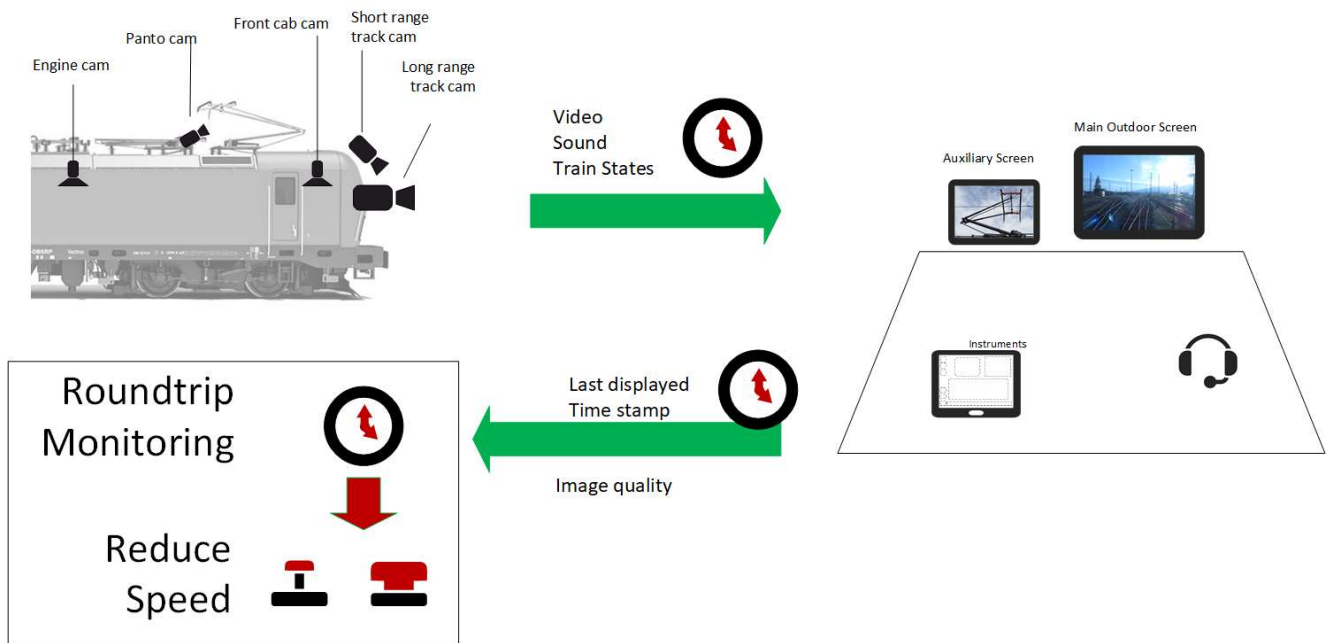 Engine cam
Panto cam
Front cab cam
Short range
track cam
Long range
track cam
Video
Sound
Train States
Auxiliary Screen
Main Outdoor Screen
Instruments
Last displayed
Time stamp
Image quality
Roundtrip
Monitoring
Reduce
Speed